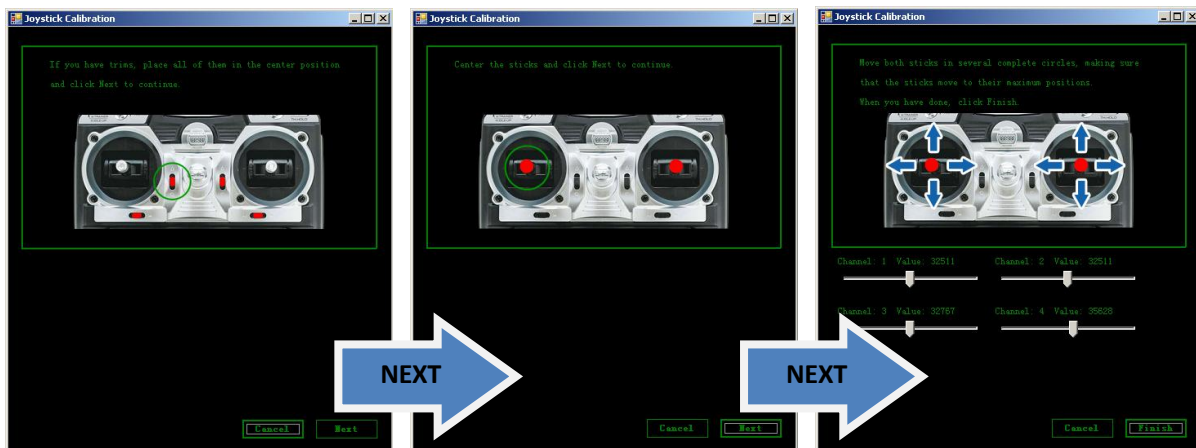 Joystick Calibration
If you have trims, place all of them in the center position
and click Next to continue.
Cancel
Next
NEXT
Joystick Calibration
Center the sticks and click Next to continue.
Cancel
Next
NEXT
Joystick Calibration
Move both sticks in several complete circles, making sure
that the sticks move to their maximum positions.
When you have done, click Finish.
Channel: 1 Value: 32511
Channel: 2 Value: 32511
Channel: 3 Value: 32767
Channel: 4 Value: 35628
Cancel
Finish